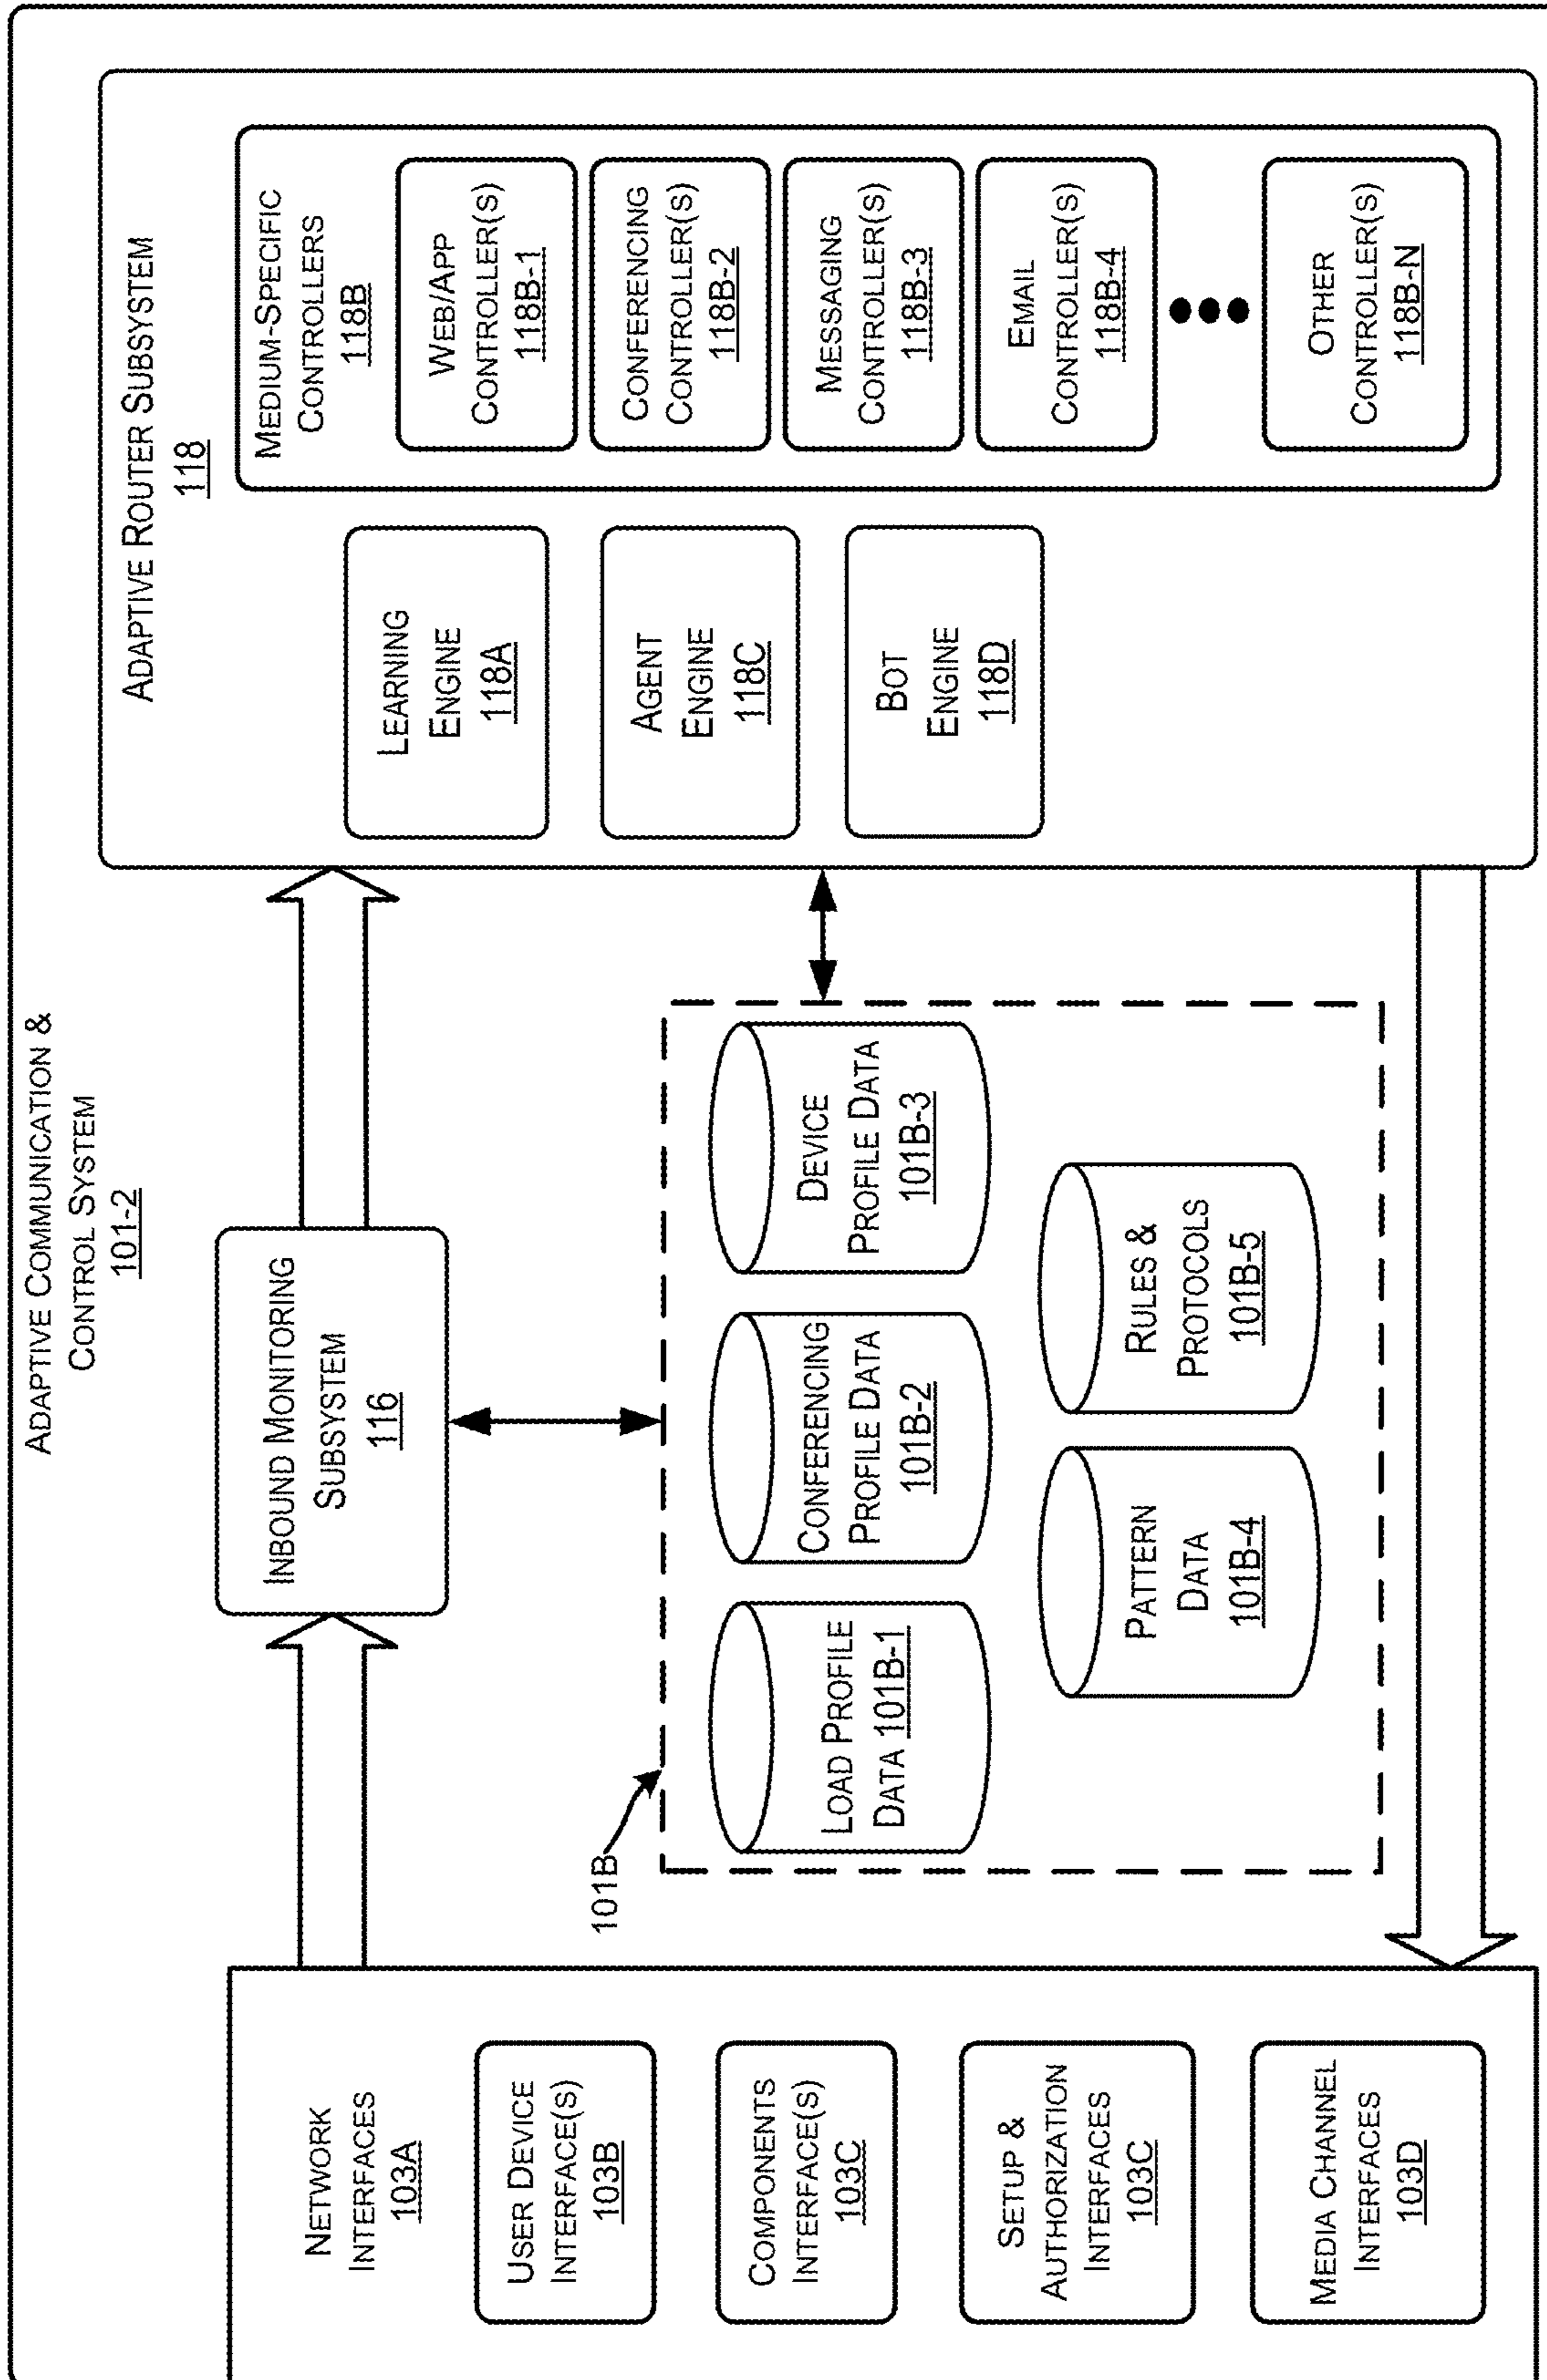 ADAPTIVE COMMUNICATION &
CONTROL SYSTEM
101-2
NETWORK
INTERFACES
103A
USER DEVICE
INTERFACE(S)
103B
COMPONENTS
INTERFACE(S)
103C
SETUP &
AUTHORIZATION
INTERFACES
103C
MEDIA CHANNEL
INTERFACES
103D
INBOUND MONITORING
SUBSYSTEM
116
101B
LOAD PROFILE
DATA 101B-1
CONFERENCING
PROFILE DATA
101B-2
DEVICE
PROFILE DATA
101B-3
PATTERN
DATA
101B-4
RULES &
PROTOCOLS
101B-5
ADAPTIVE ROUTER SUBSYSTEM
118
LEARNING
ENGINE
118A
AGENT
ENGINE
118C
BOT
ENGINE
118D
MEDIUM-SPECIFIC
CONTROLLERS
118B
WEB/APP
CONTROLLER(S)
118B-1
CONFERENCING
CONTROLLER(S)
118B-2
MESSAGING
CONTROLLER(S)
118B-3
EMAIL
CONTROLLER(S)
118B-4
OTHER
CONTROLLER(S)
118B-N